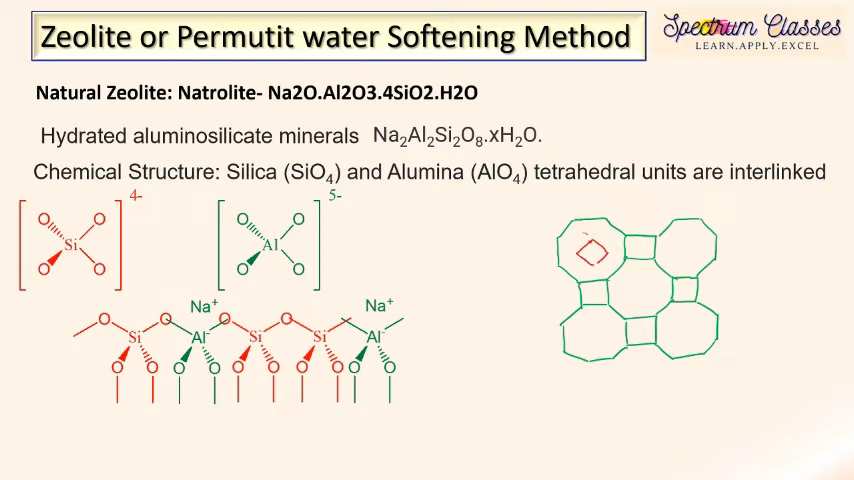 Zeolite or Permutit water Softening Method
Spectrum Classes
LEARN.APPLY.EXCEL
Natural Zeolite: Natrolite- Na2O.Al2O3.4SiO2.H2O
Hydrated aluminosilicate minerals Na₂Al₂Si₂O₈.xH₂O.
Chemical Structure: Silica (SiO₄) and Alumina (AlO₄) tetrahedral units are interlinked
4- 5-
O O O O
Si Al
O O O O
Na⁺ Na⁺
O O O O
Si Al⁻ Si Si Al⁻
O O O O O O O O O O